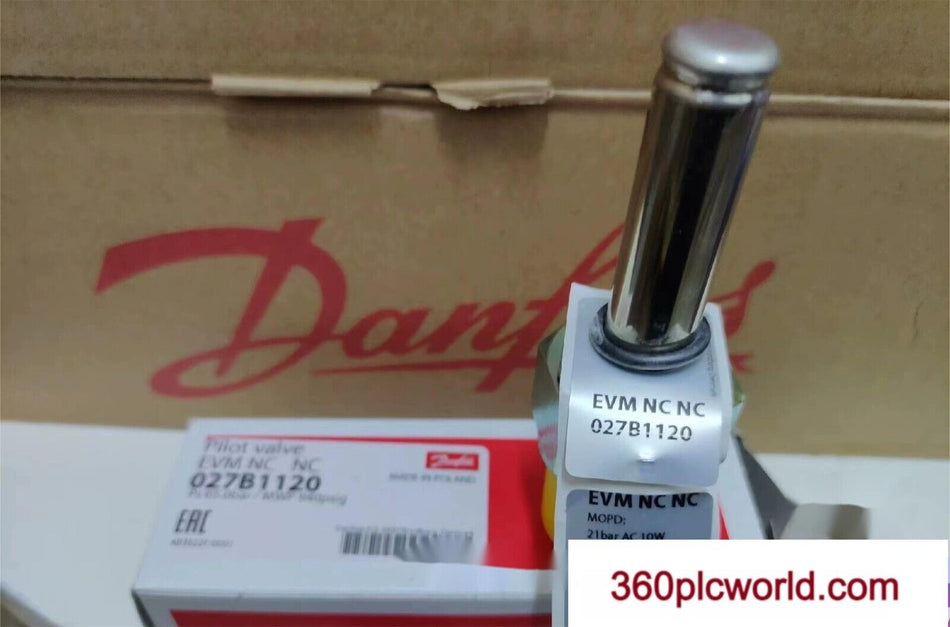 Danfoss
EVM NC NC
027B1120
EVM NC NC
MOPD:
21bar AC 10W
Pilot valve
EVM NC NC
027B1120
Danfoss
MADE IN POLAND
EAC
360plcworld.com